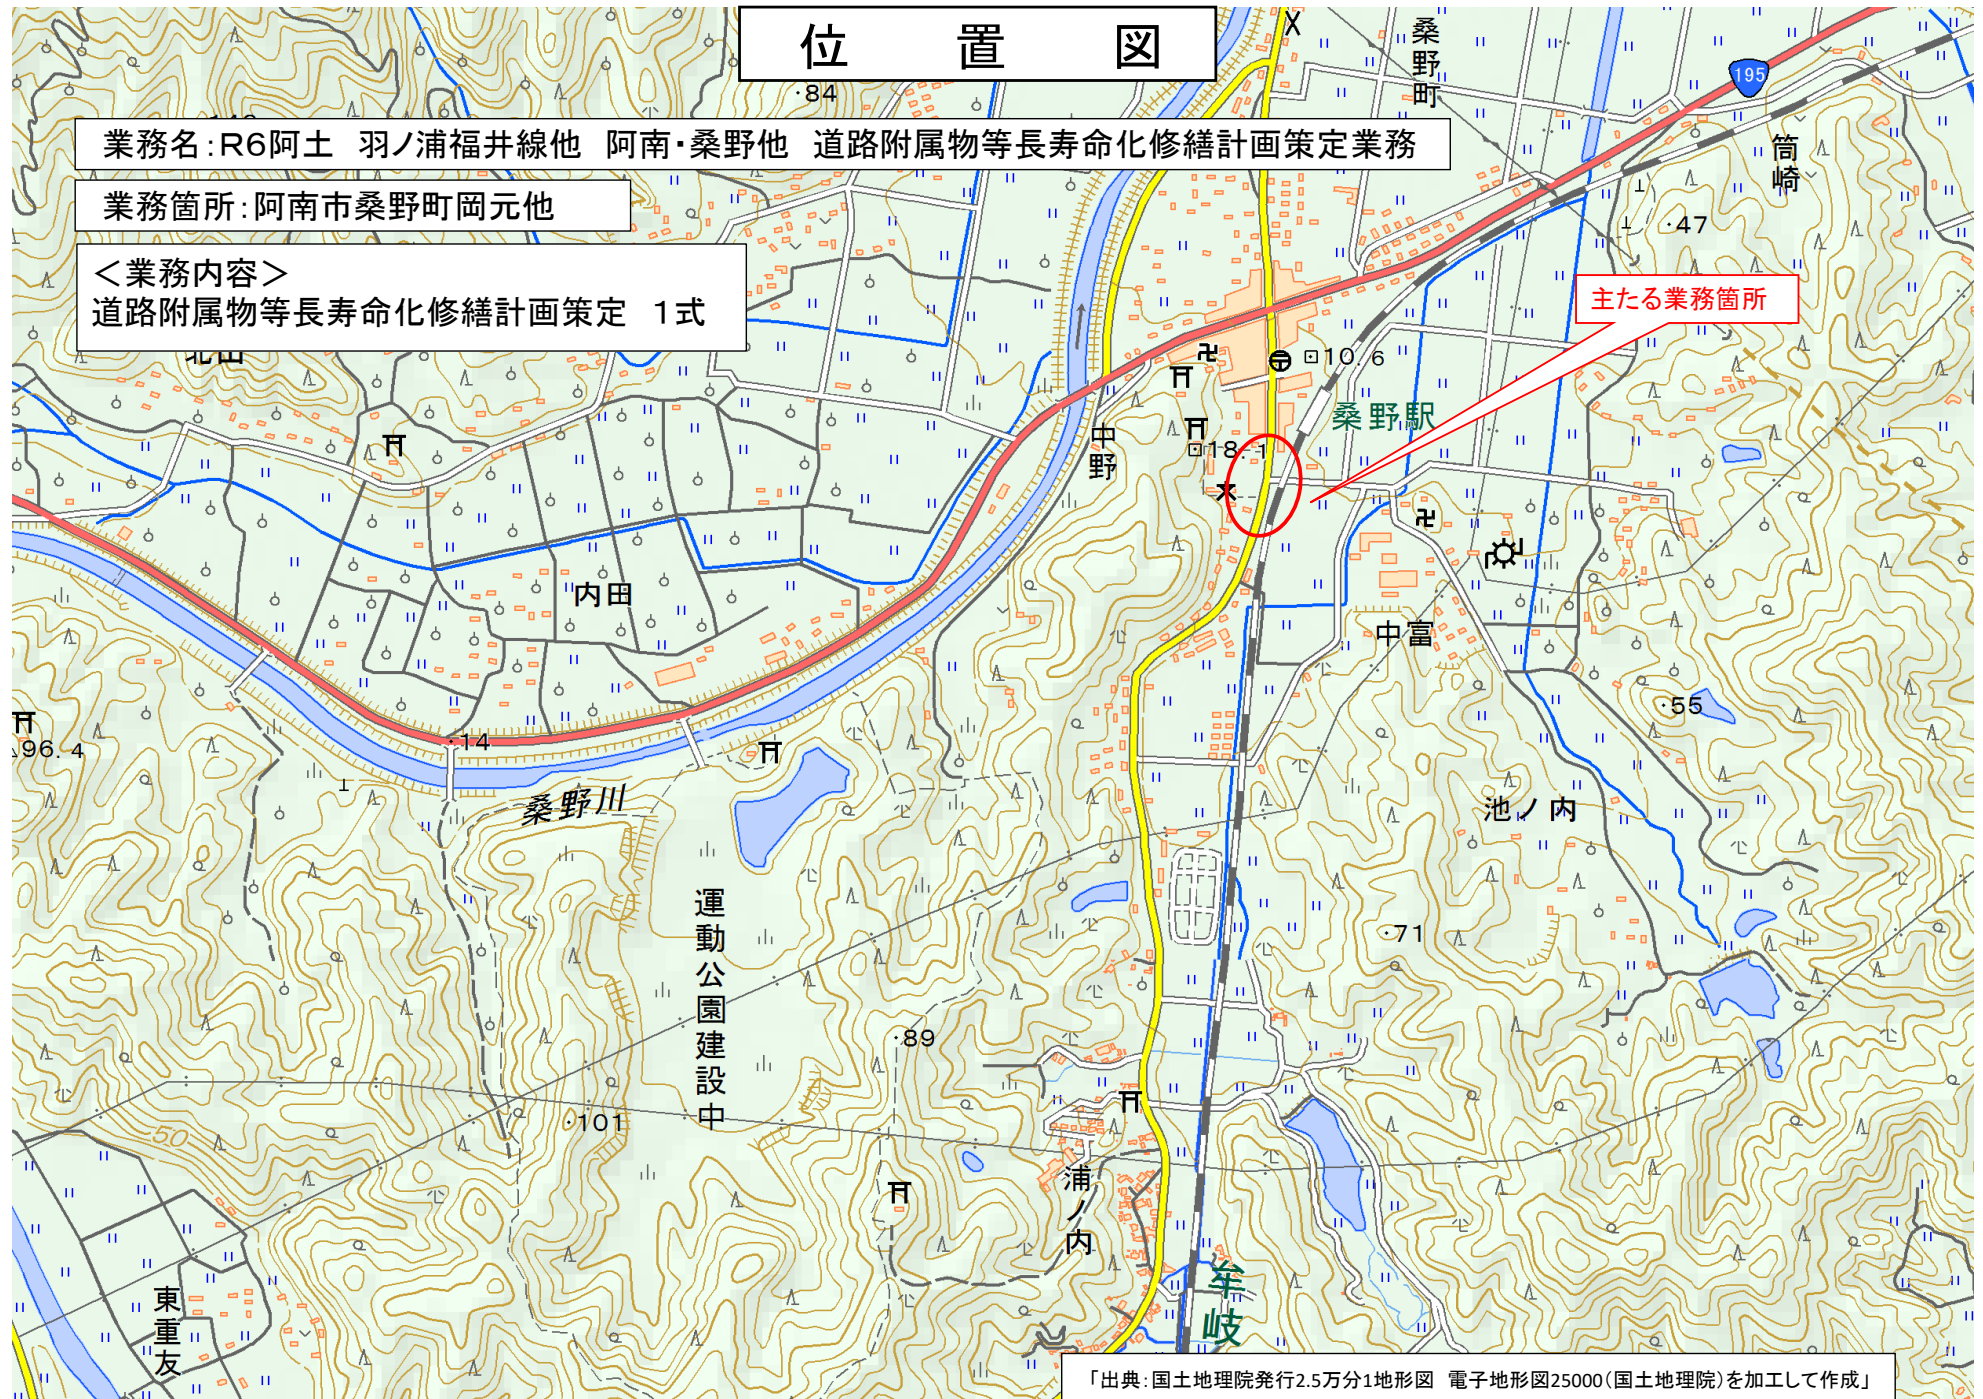 位置図
業務名:R6阿土 羽ノ浦福井線他 阿南・桑野他 道路附属物等長寿命化修繕計画策定業務
業務箇所:阿南市桑野町岡元他
<業務内容>
道路附属物等長寿命化修繕計画策定 1式
主たる業務箇所
195
桑野町
筒崎
·84
·47
10.6
桑野駅
18.1
中野
内田
中富
·55
96.4
·14
桑野川
池ノ内
運動公園建設中
·71
·89
·101
50
浦ノ内
牟岐
東重友
「出典:国土地理院発行2.5万分1地形図 電子地形図25000(国土地理院)を加工して作成」